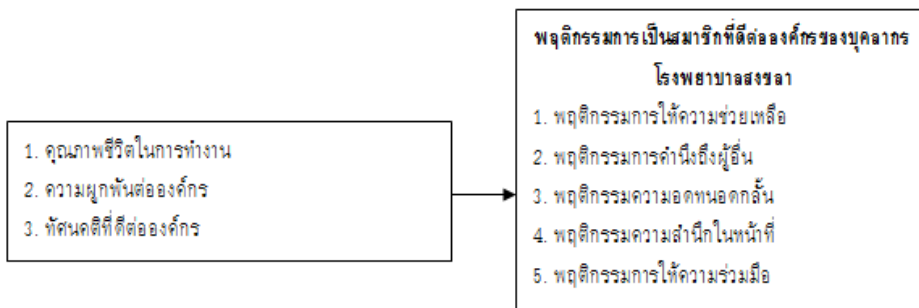 พฤติกรรมการเป็นสมาชิกที่ดีต่อองค์กรของบุคลากร
โรงพยาบาลสงขลา
1. พฤติกรรมการให้ความช่วยเหลือ
2. พฤติกรรมการคำนึงถึงผู้อื่น
3. พฤติกรรมความอดทนอดกลั้น
4. พฤติกรรมความสำนึกในหน้าที่
5. พฤติกรรมการให้ความร่วมมือ
1. คุณภาพชีวิตในการทำงาน
2. ความผูกพันต่อองค์กร
3. ทัศนคติที่ดีต่อองค์กร